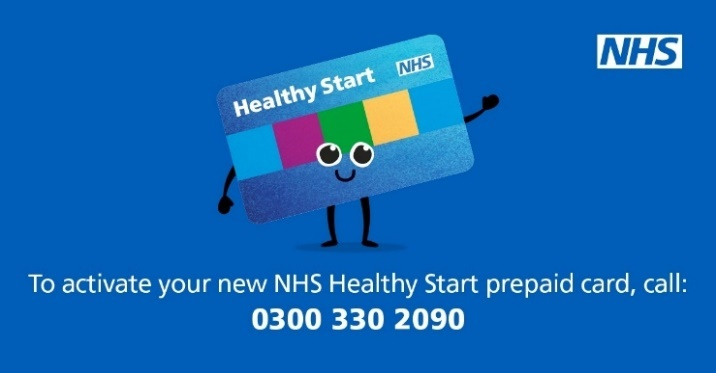 NHS
Healthy Start
NHS
To activate your new NHS Healthy Start prepaid card, call:
0300 330 2090